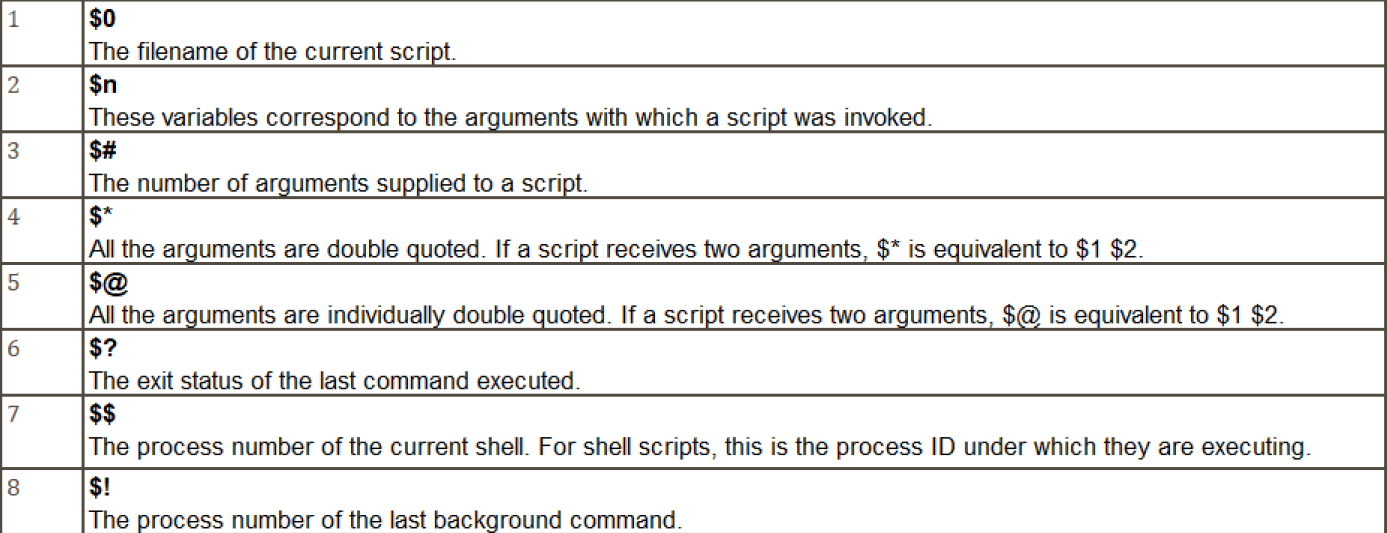 1 $0
The filename of the current script.
2 $n
These variables correspond to the arguments with which a script was invoked.
3 $#
The number of arguments supplied to a script.
4 $*
All the arguments are double quoted. If a script receives two arguments, $* is equivalent to $1 $2.
5 $@
All the arguments are individually double quoted. If a script receives two arguments, $@ is equivalent to $1 $2.
6 $?
The exit status of the last command executed.
7 $$
The process number of the current shell. For shell scripts, this is the process ID under which they are executing.
8 $!
The process number of the last background command.